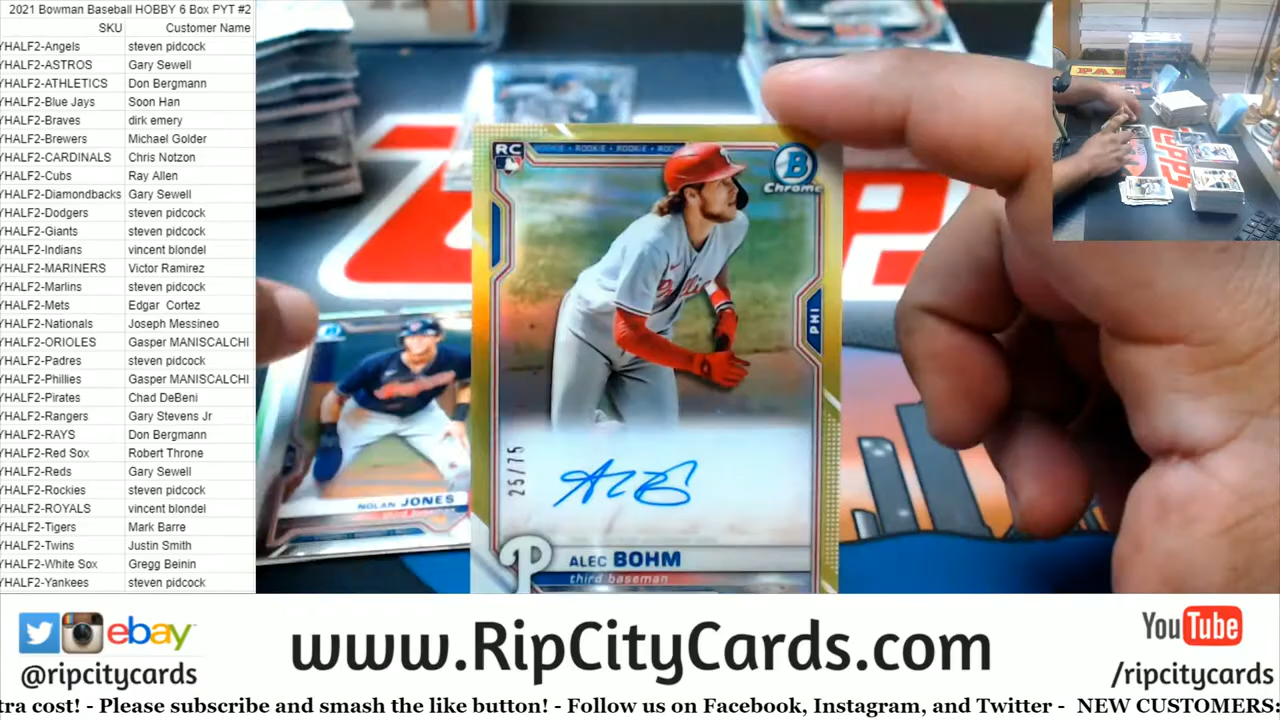 2021 Bowman Baseball HOBBY 6 Box PYT #2
SKU Customer Name
YHALF2-Angels steven pidcock
YHALF2-ASTROS Gary Sewell
YHALF2-ATHLETICS Don Bergmann
YHALF2-Blue Jays Soon Han
YHALF2-Braves dirk emery
YHALF2-Brewers Michael Golder
YHALF2-CARDINALS Chris Notzon
YHALF2-Cubs Ray Allen
YHALF2-Diamondbacks Gary Sewell
YHALF2-Dodgers steven pidcock
YHALF2-Giants steven pidcock
YHALF2-Indians vincent blondel
YHALF2-MARINERS Victor Ramirez
YHALF2-Marlins steven pidcock
YHALF2-Mets Edgar Cortez
YHALF2-Nationals Joseph Messineo
YHALF2-ORIOLES Gasper MANISCALCHI
YHALF2-Padres steven pidcock
YHALF2-Phillies Gasper MANISCALCHI
YHALF2-Pirates Chad DeBeni
YHALF2-Rangers Gary Stevens Jr
YHALF2-RAYS Don Bergmann
YHALF2-Red Sox Robert Throne
YHALF2-Reds Gary Sewell
YHALF2-Rockies steven pidcock
YHALF2-ROYALS vincent blondel
YHALF2-Tigers Mark Barre
YHALF2-Twins Justin Smith
YHALF2-White Sox Gregg Beinin
YHALF2-Yankees steven pidcock
RC
ROOKIE • ROOKIE • ROOKIE
B
Chrome
Phillies
PHI
25/75
P
ALEC BOHM
third baseman
NOLAN JONES
third baseman
TOPPS
ebay
@ripcitycards
www.RipCityCards.com
YouTube
/ripcitycards
tra cost! - Please subscribe and smash the like button! - Follow us on Facebook, Instagram, and Twitter - NEW CUSTOMERS: